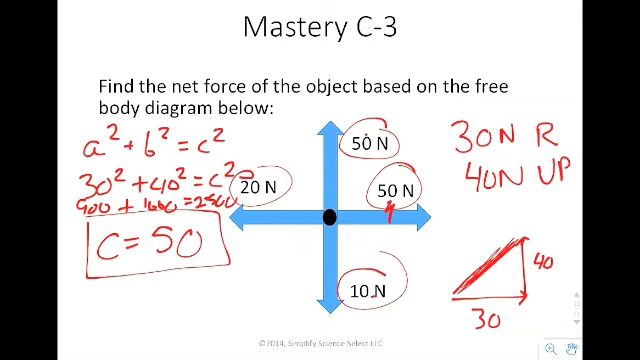 Mastery C-3
Find the net force of the object based on the free
body diagram below:
a² + b² = c²
30² + 40² = c²
900 + 1600 = 2500
C = 50
20 N
50 N
50 N
10 N
30N R
40N UP
40
30
©2014, Simplify Science Select LLC